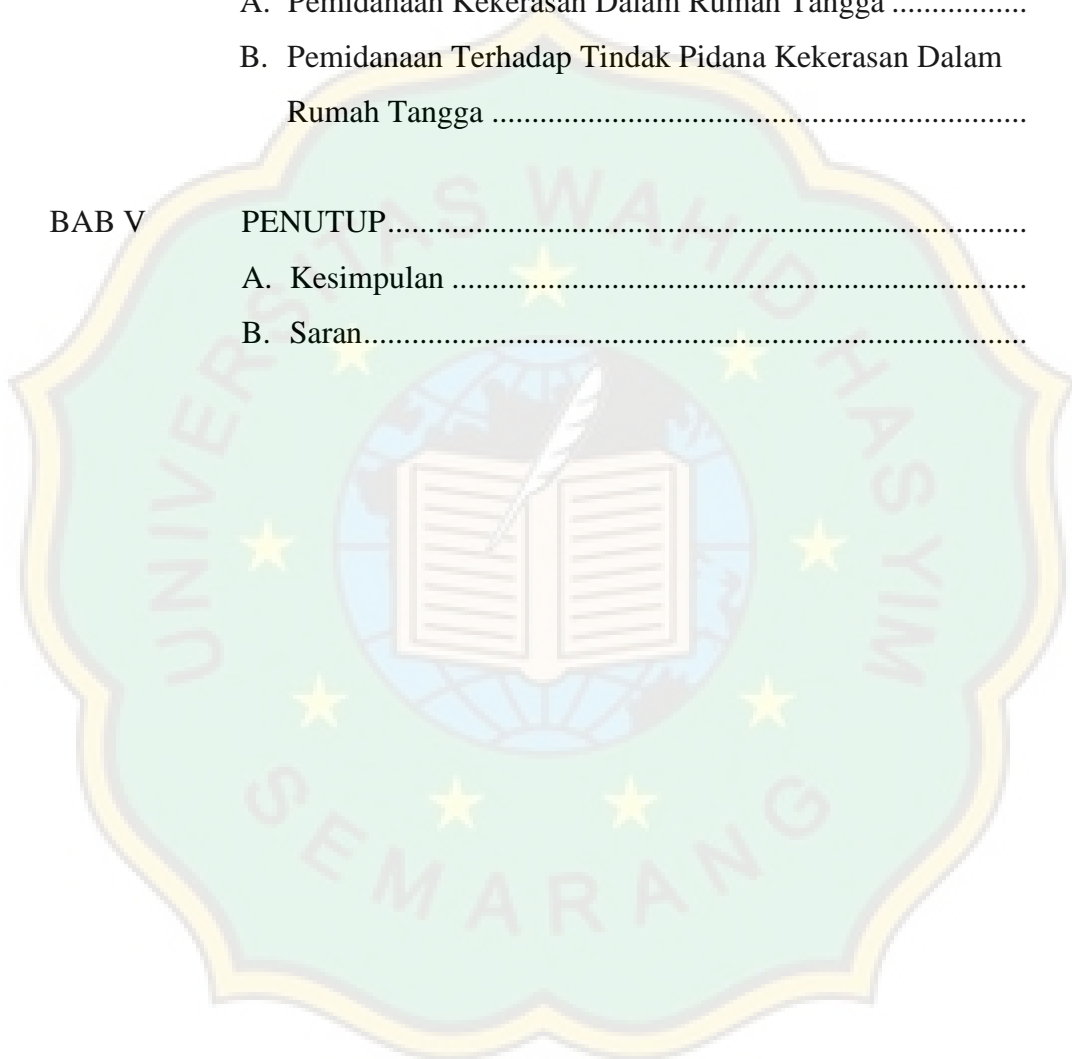 A. Pemidanaan Kekerasan Dalam Rumah Tangga ................
B. Pemidanaan Terhadap Tindak Pidana Kekerasan Dalam
Rumah Tangga ...................................................................
BAB V PENUTUP................................................................................
A. Kesimpulan ........................................................................
B. Saran...................................................................................
UNIVERSITAS WAHID HASYIM
SEMARANG